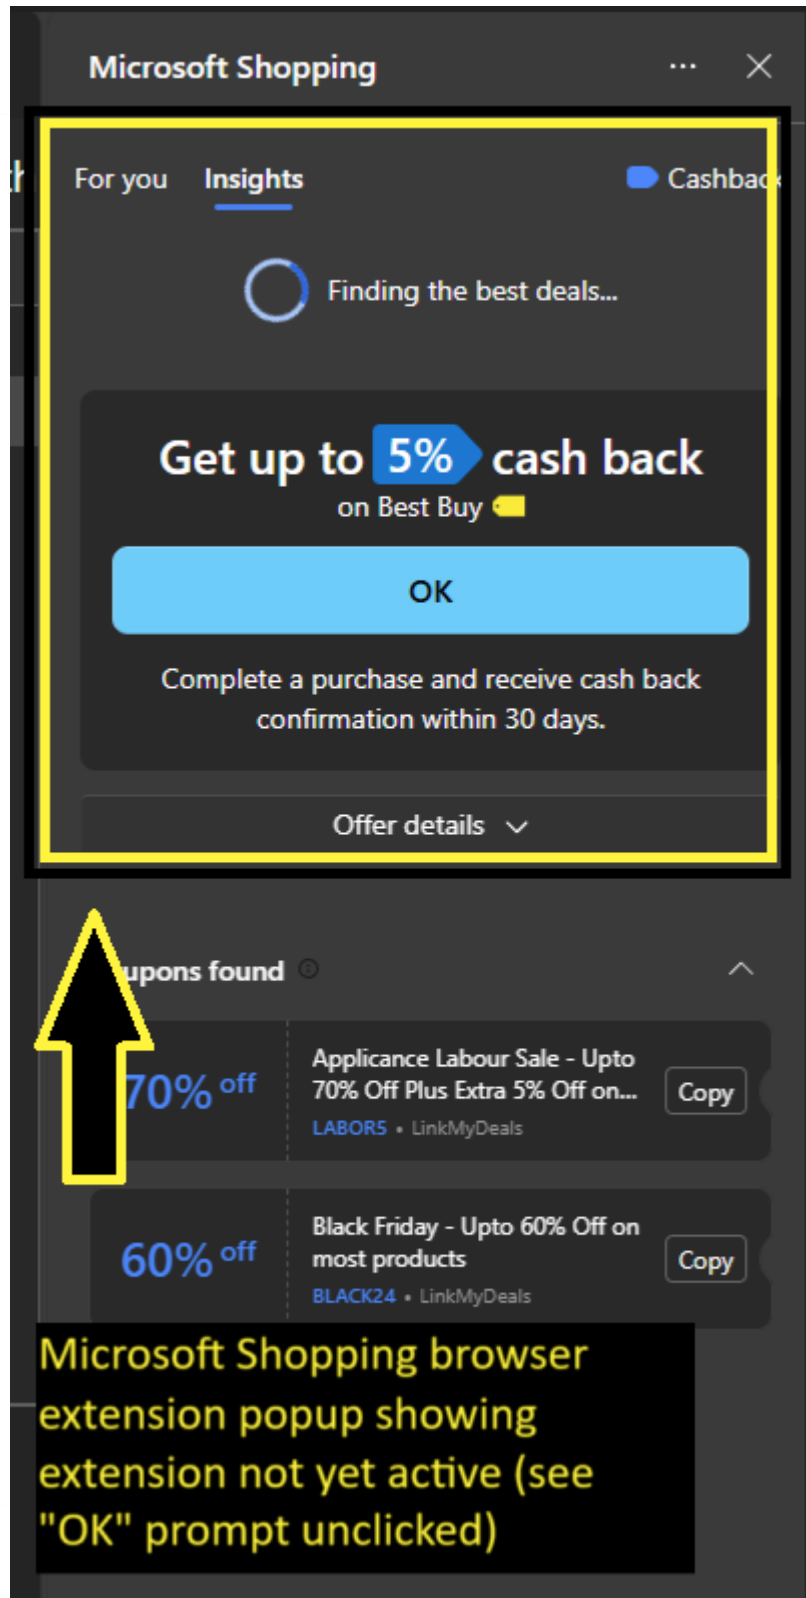 Microsoft Shopping
For you Insights Cashback
Finding the best deals...
Get up to 5% cash back
on Best Buy
OK
Complete a purchase and receive cash back
confirmation within 30 days.
Offer details
upons found
70% off
Applicance Labour Sale - Upto
70% Off Plus Extra 5% Off on...
LABOR5 • LinkMyDeals
Copy
60% off
Black Friday - Upto 60% Off on
most products
BLACK24 • LinkMyDeals
Copy
Microsoft Shopping browser
extension popup showing
extension not yet active (see
"OK" prompt unclicked)